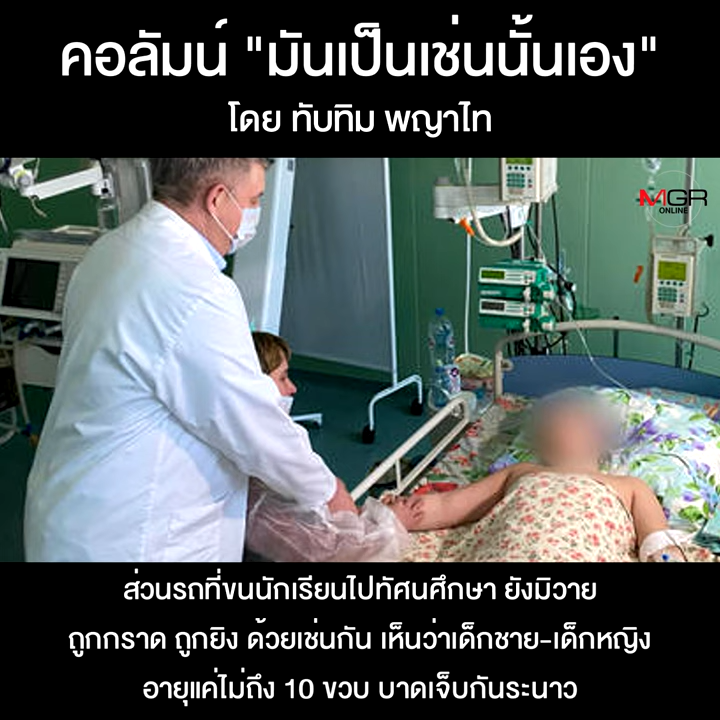 คอลัมน์ "มันเป็นเช่นนั้นเอง"
โดย ทับทิม พญาไท
MGR
ONLINE
ส่วนรถที่ขนนักเรียนไปทัศนศึกษา ยังมิวาย
ถูกกราด ถูกยิง ด้วยเช่นกัน เห็นว่าเด็กชาย-เด็กหญิง
อายุแค่ไม่ถึง 10 ขวบ บาดเจ็บกันระนาว